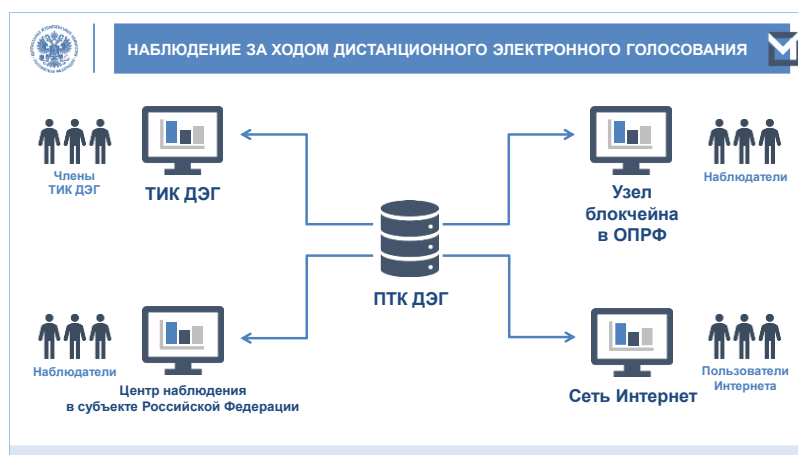 НАБЛЮДЕНИЕ ЗА ХОДОМ ДИСТАНЦИОННОГО ЭЛЕКТРОННОГО ГОЛОСОВАНИЯ
Члены
ТИК ДЭГ
ТИК ДЭГ
Узел
блокчейна
в ОПРФ
Наблюдатели
ПТК ДЭГ
Наблюдатели
Центр наблюдения
в субъекте Российской Федерации
Сеть Интернет
Пользователи
Интернета